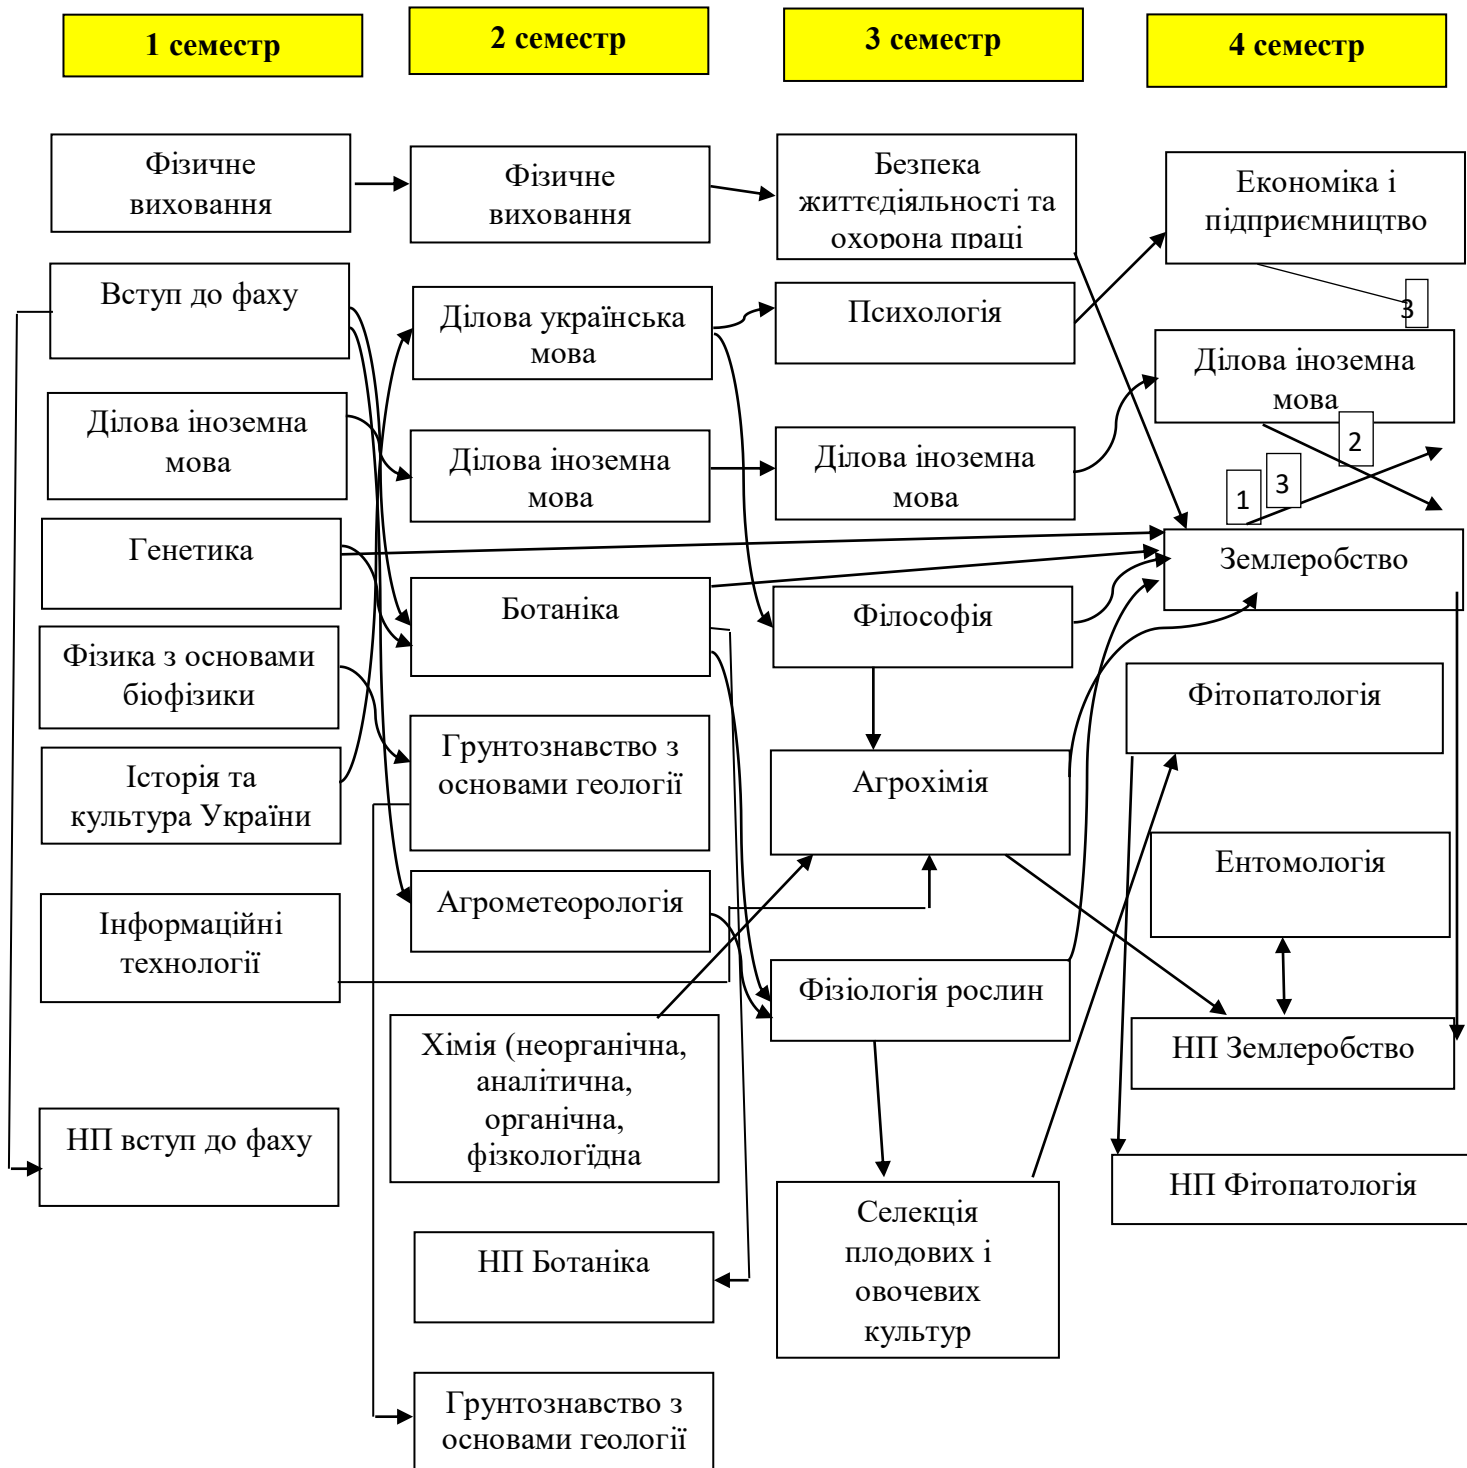 1 семестр
2 семестр
3 семестр
4 семестр
Фізичне
виховання
Вступ до фаху
Ділова іноземна
мова
Генетика
Фізика з основами
біофізики
Історія та
культура України
Інформаційні
технології
НП вступ до фаху
Фізичне
виховання
Ділова українська
мова
Ділова іноземна
мова
Ботаніка
Грунтознавство з
основами геології
Агрометеорологія
Хімія (неорганічна,
аналітична,
органічна,
фізкологїдна
НП Ботаніка
Грунтознавство з
основами геології
Безпека
життєдіяльності та
охорона праці
Психологія
Ділова іноземна
мова
Філософія
Агрохімія
Фізіологія рослин
Селекція
плодових і
овочевих
культур
Економіка і
підприємництво
3
Ділова іноземна
мова
2
3
1
Землеробство
Фітопатологія
Ентомологія
НП Землеробство
НП Фітопатологія